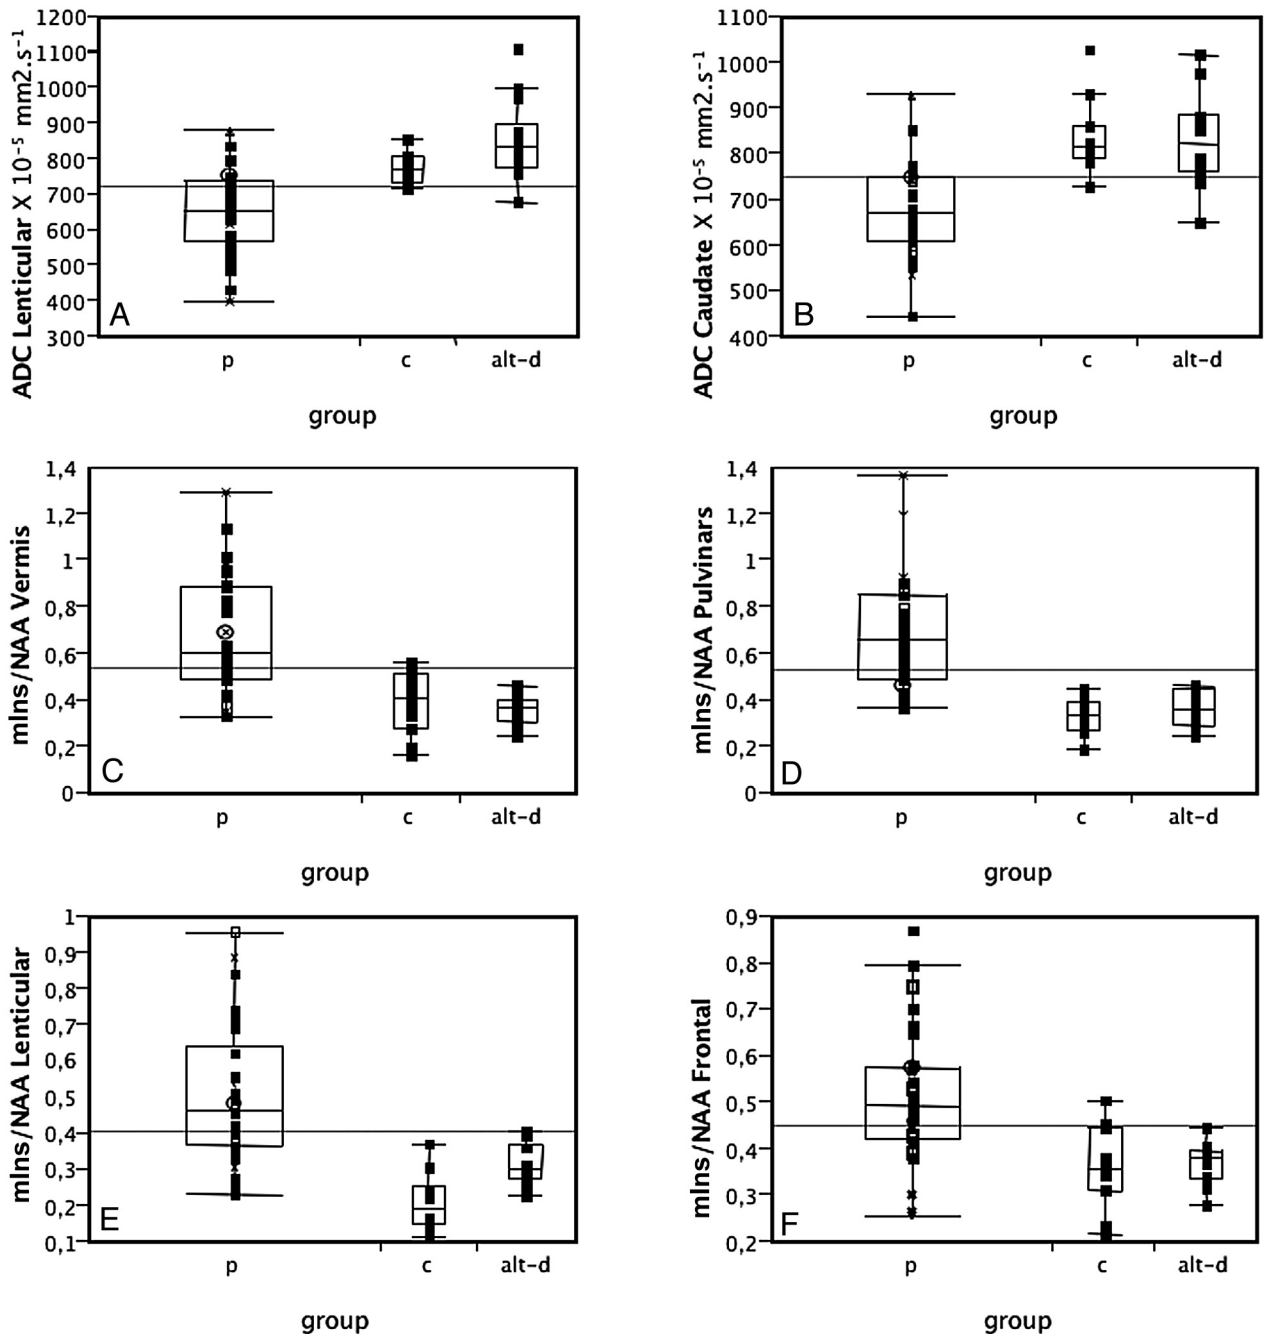 ADC Lenticular X 10⁻⁵ mm2.s⁻¹
1200
1100
1000
900
800
700
600
500
400
300
A
p c alt-d
group
ADC Caudate X 10⁻⁵ mm2.s⁻¹
1100
1000
900
800
700
600
500
400
B
p c alt-d
group
mIns/NAA Vermis
1,4
1,2
1
0,8
0,6
0,4
0,2
0
C
p c alt-d
group
mIns/NAA Pulvinars
1,4
1,2
1
0,8
0,6
0,4
0,2
0
D
p c alt-d
group
mIns/NAA Lenticular
1
0,9
0,8
0,7
0,6
0,5
0,4
0,3
0,2
0,1
E
p c alt-d
group
mIns/NAA Frontal
0,9
0,8
0,7
0,6
0,5
0,4
0,3
0,2
F
p c alt-d
group